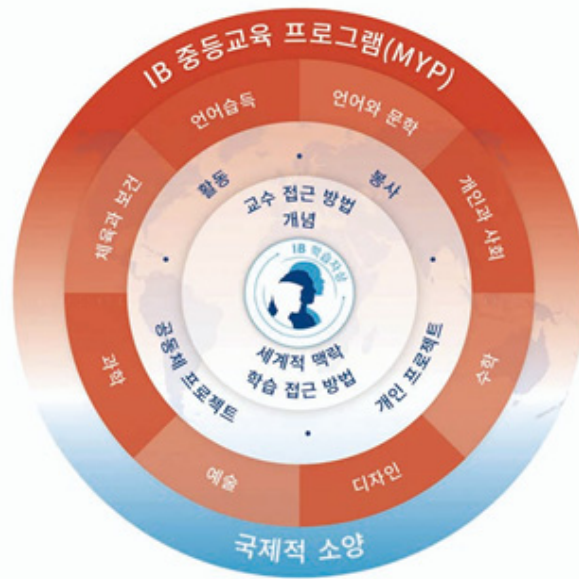 IB 중등교육 프로그램(MYP)
언어습득
언어와 문학
체육과 보건
개인과 사회
과학
수학
예술
디자인
활동
봉사
공동체 프로젝트
개인 프로젝트
교수 접근 방법
개념
IB 학습자상
세계적 맥락
학습 접근 방법
국제적 소양